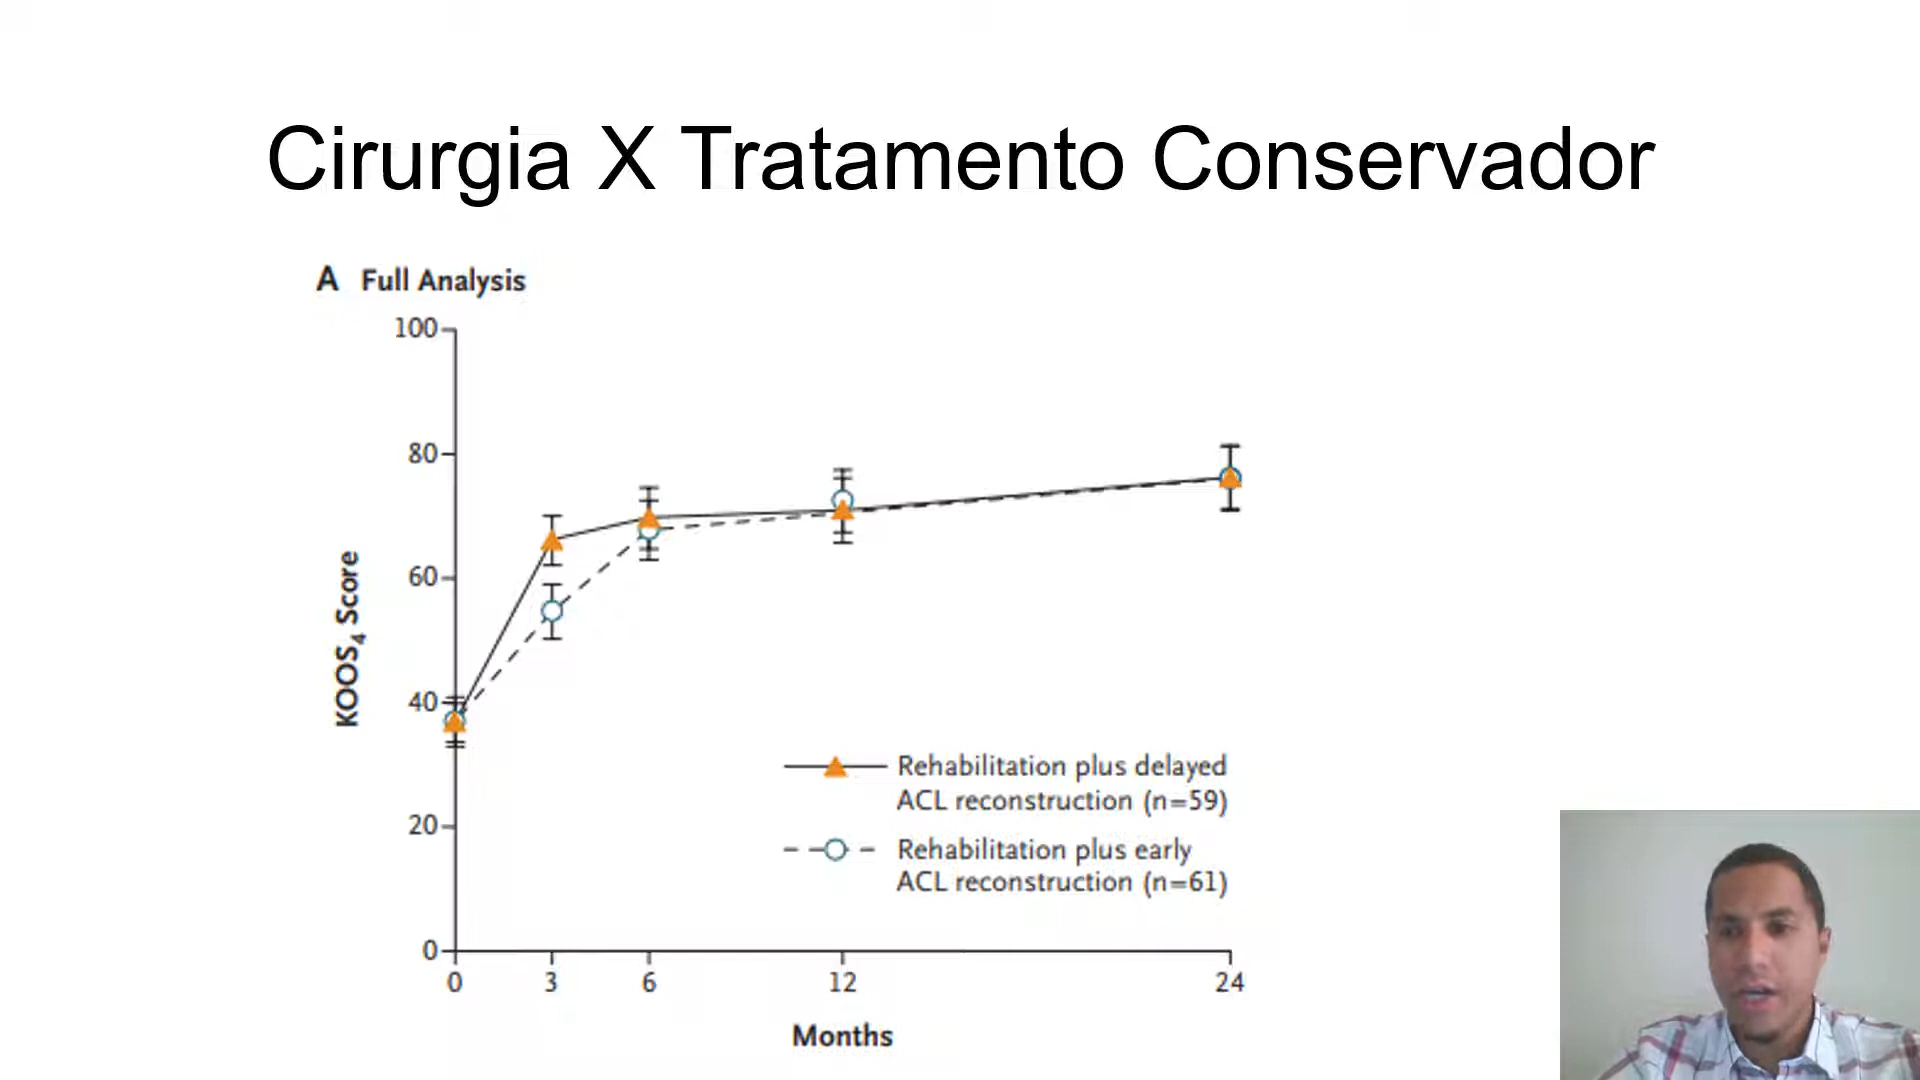 Cirurgia X Tratamento Conservador
A Full Analysis
100
80
60
40
20
0
KOOS4 Score
Rehabilitation plus delayed
ACL reconstruction (n=59)
Rehabilitation plus early
ACL reconstruction (n=61)
0 3 6 12 24
Months